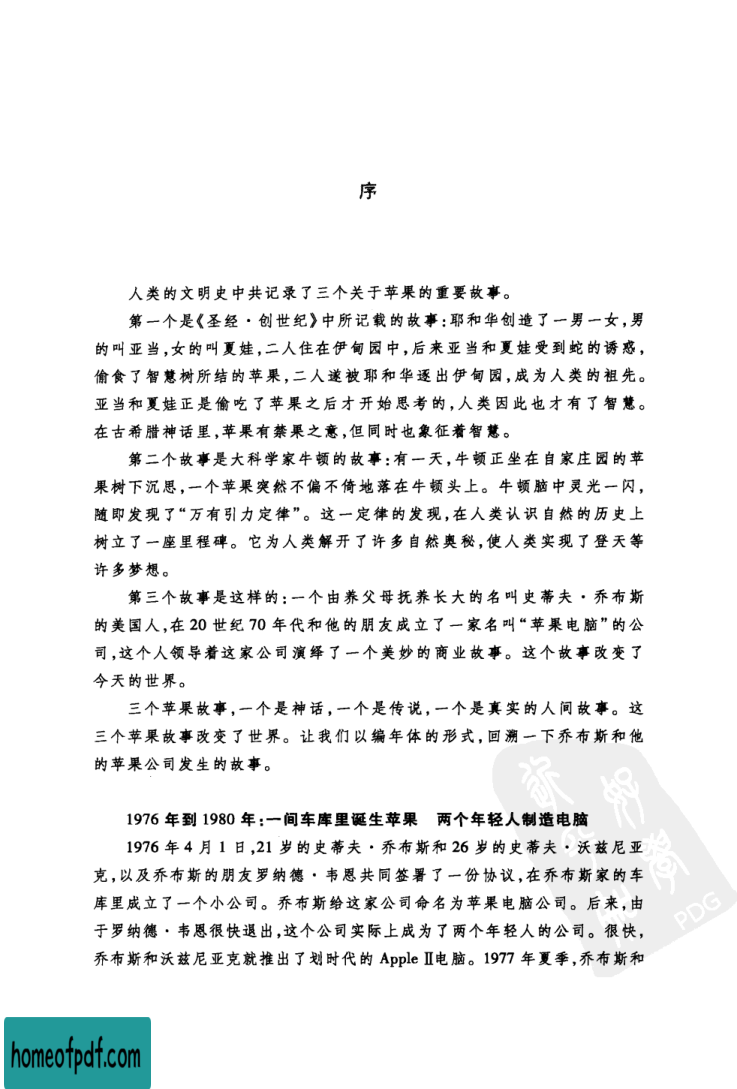 序
人类的文明史中共记录了三个关于苹果的重要故事。
第一个是《圣经·创世纪》中所记载的故事:耶和华创造了一男一女,男
的叫亚当,女的叫夏娃,二人住在伊甸园中,后来亚当和夏娃受到蛇的诱惑,
偷食了智慧树所结的苹果,二人遂被耶和华逐出伊甸园,成为人类的祖先。
亚当和夏娃正是偷吃了苹果之后才开始思考的,人类因此也才有了智慧。
在古希腊神话里,苹果有禁果之意,但同时也象征着智慧。
第二个故事是大科学家牛顿的故事:有一天,牛顿正坐在自家庄园的苹
果树下沉思,一个苹果突然不偏不倚地落在牛顿头上。牛顿脑中灵光一闪,
随即发现了“万有引力定律”。这一定律的发现,在人类认识自然的历史上
树立了一座里程碑。它为人类解开了许多自然奥秘,使人类实现了登天等
许多梦想。
第三个故事是这样的:一个由养父母抚养长大的名叫史蒂夫·乔布斯
的美国人,在 20 世纪 70 年代和他的朋友成立了一家名叫“苹果电脑”的公
司,这个人领导着这家公司演绎了一个美妙的商业故事。这个故事改变了
今天的世界。
三个苹果故事,一个是神话,一个是传说,一个是真实的人间故事。这
三个苹果故事改变了世界。让我们以编年体的形式,回溯一下乔布斯和他
的苹果公司发生的故事。
1976 年到 1980 年:一间车库里诞生苹果 两个年轻人制造电脑
1976 年 4 月 1 日,21 岁的史蒂夫·乔布斯和 26 岁的史蒂夫·沃兹尼亚
克,以及乔布斯的朋友罗纳德·韦恩共同签署了一份协议,在乔布斯家的车
库里成立了一个小公司。乔布斯给这家公司命名为苹果电脑公司。后来,由
于罗纳德·韦恩很快退出,这个公司实际上成为了两个年轻人的公司。很快,
乔布斯和沃兹尼亚克就推出了划时代的 Apple Ⅱ电脑。1977 年夏季,乔布斯和
PDG
homeofpdf.com